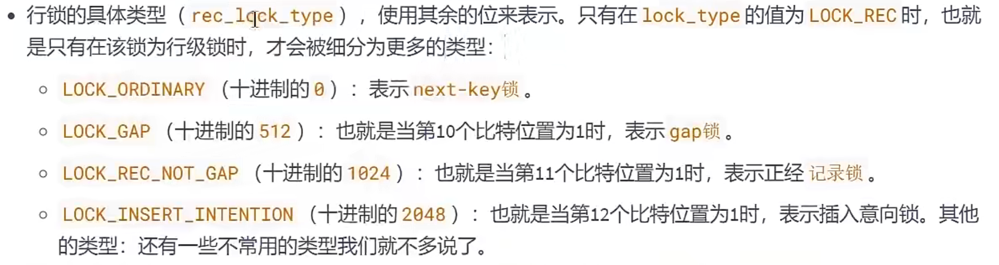 行锁的具体类型（rec_lock_type），使用其余的位来表示。只有在 lock_type 的值为 LOCK_REC 时，也就
是只有在该锁为行级锁时，才会被细分为更多的类型：
LOCK_ORDINARY （十进制的 0 ）：表示 next-key锁 。
LOCK_GAP （十进制的 512 ）：也就是当第10个比特位置为1时，表示 gap锁 。
LOCK_REC_NOT_GAP （十进制的 1024 ）：也就是当第11个比特位置为1时，表示正经 记录锁 。
LOCK_INSERT_INTENTION （十进制的 2048 ）：也就是当第12个比特位置为1时，表示插入意向锁。其他
的类型：还有一些不常用的类型我们就不多说了。